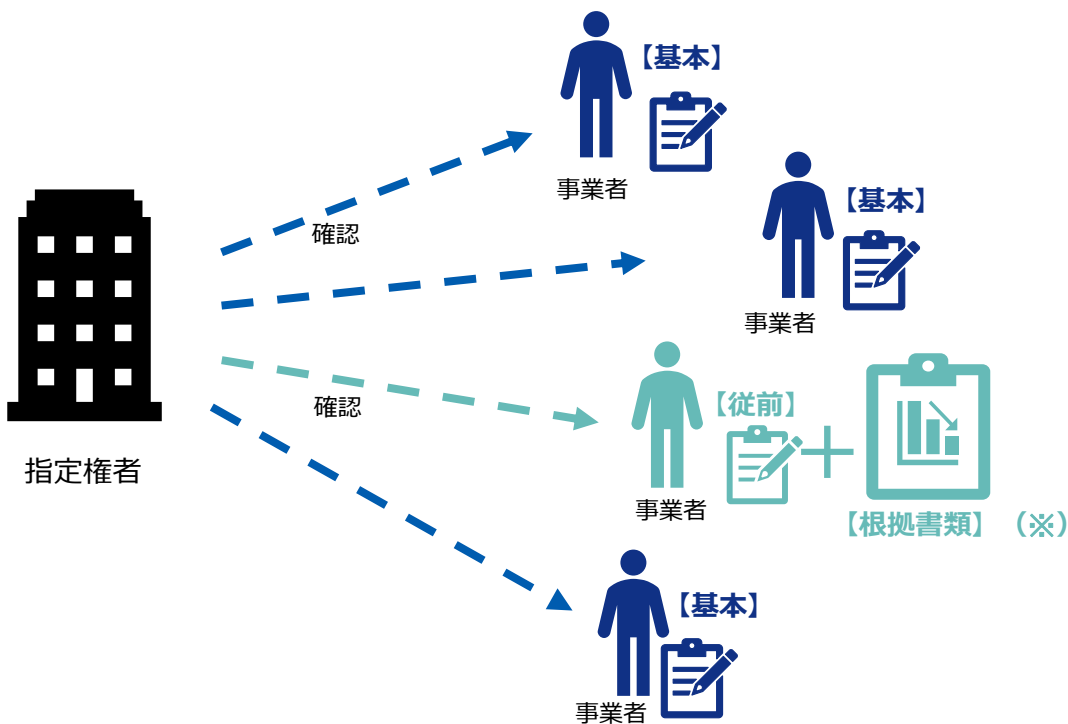 【基本】
事業者
確認
【基本】
事業者
確認
【従前】
事業者
【根拠書類】（※）
指定権者
【基本】
事業者